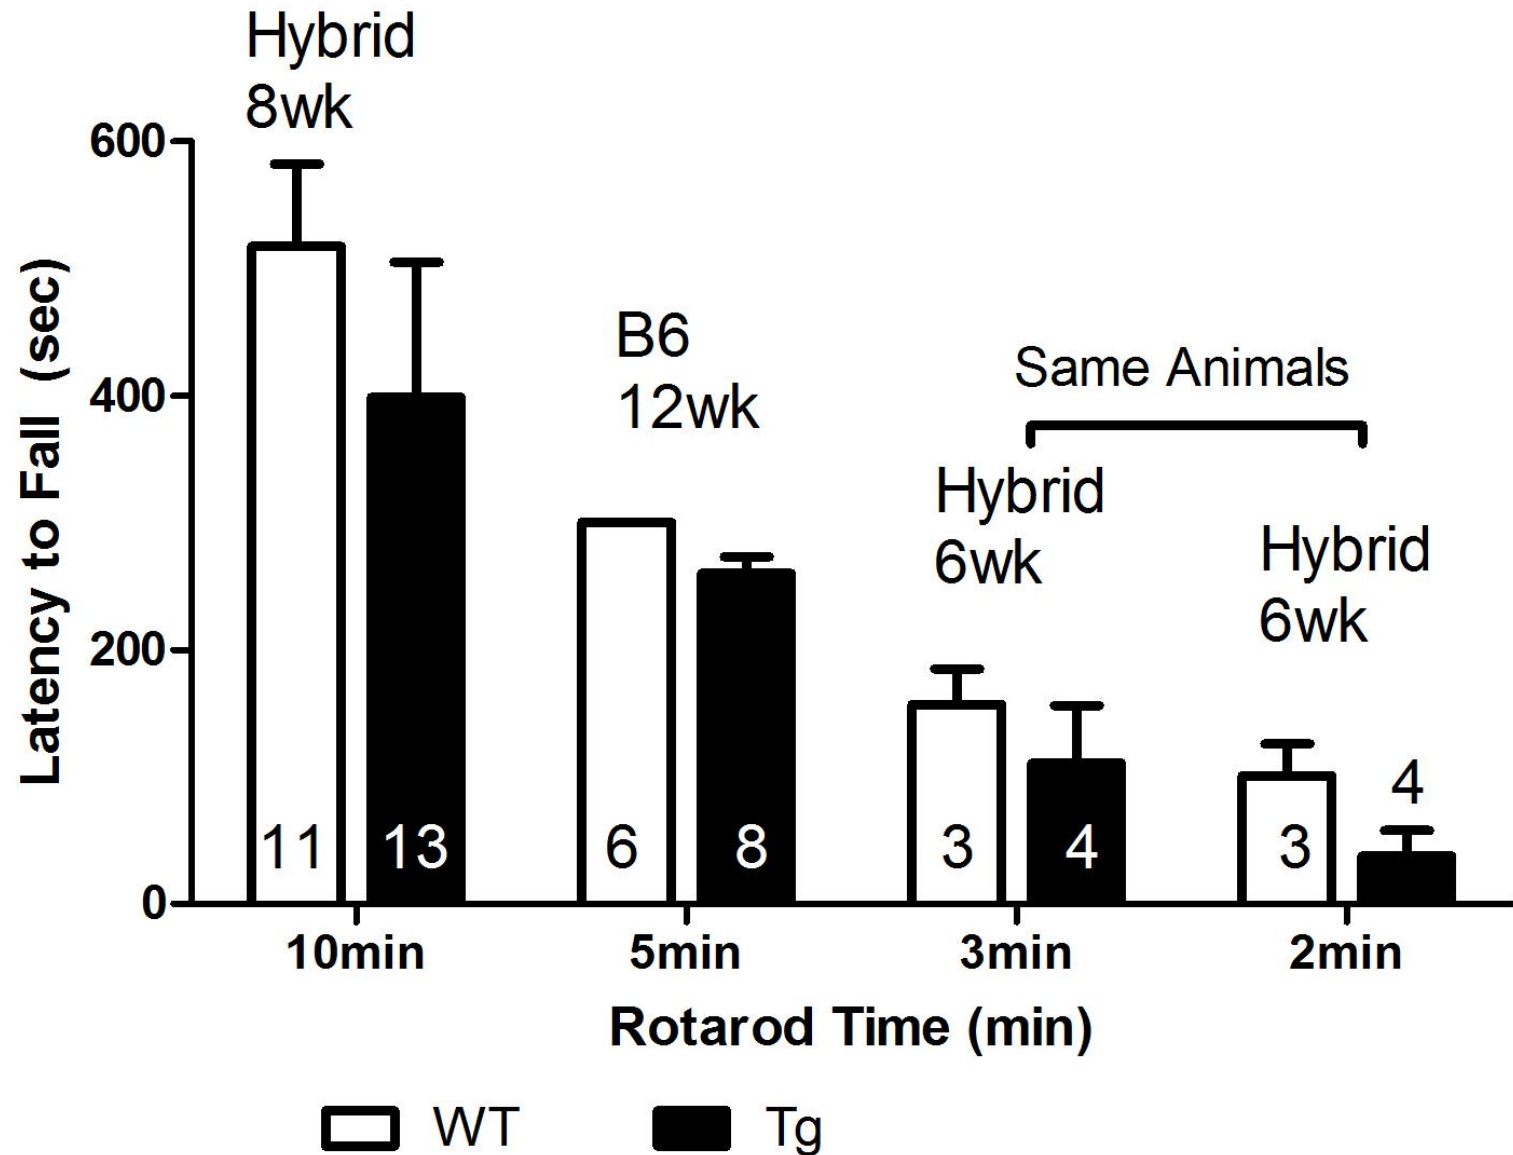 Hybrid
8wk
600
400
200
0
Latency to Fall (sec)
B6
12wk
Same Animals
Hybrid
6wk
Hybrid
6wk
11
13
6
8
3
4
3
4
10min
5min
3min
2min
Rotarod Time (min)
WT
Tg